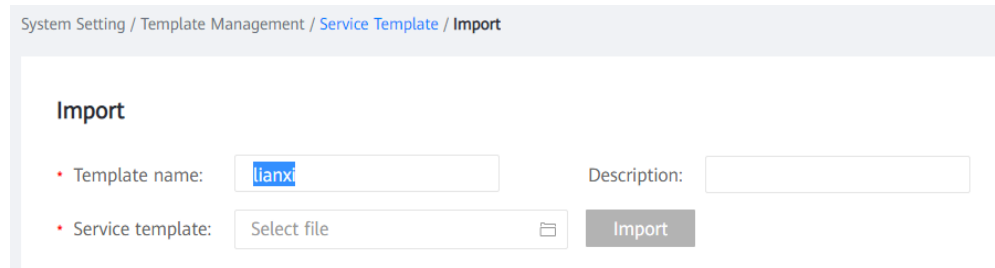 System Setting / Template Management / Service Template / Import
Import
* Template name: lianxi Description:
* Service template: Select file Import